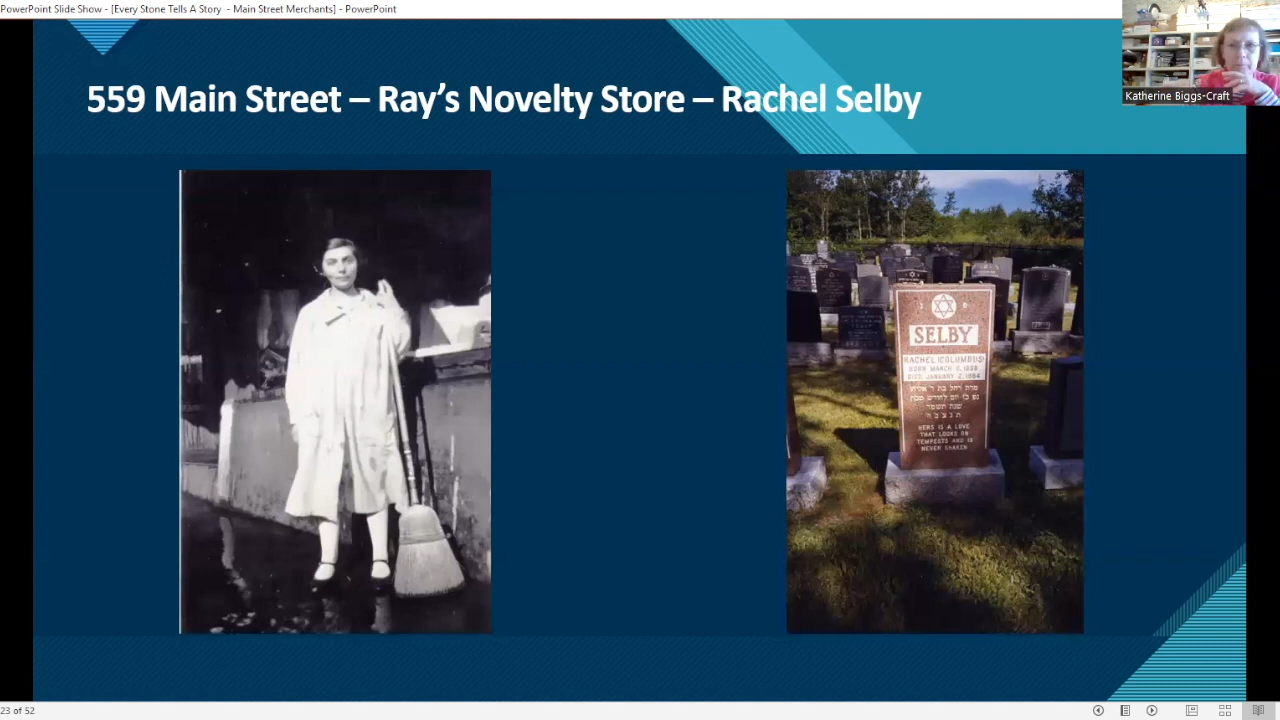 PowerPoint Slide Show - [Every Stone Tells A Story  - Main Street Merchants] - PowerPoint
Katherine Biggs-Craft
559 Main Street – Ray's Novelty Store – Rachel Selby
SELBY
RACHEL (COLUMBUS)
BORN MARCH
DIED JANUARY 2,
HERS IS A LOVE
THAT LOOKS ON
TEMPESTS AND IS
NEVER SHAKEN
23 of 52